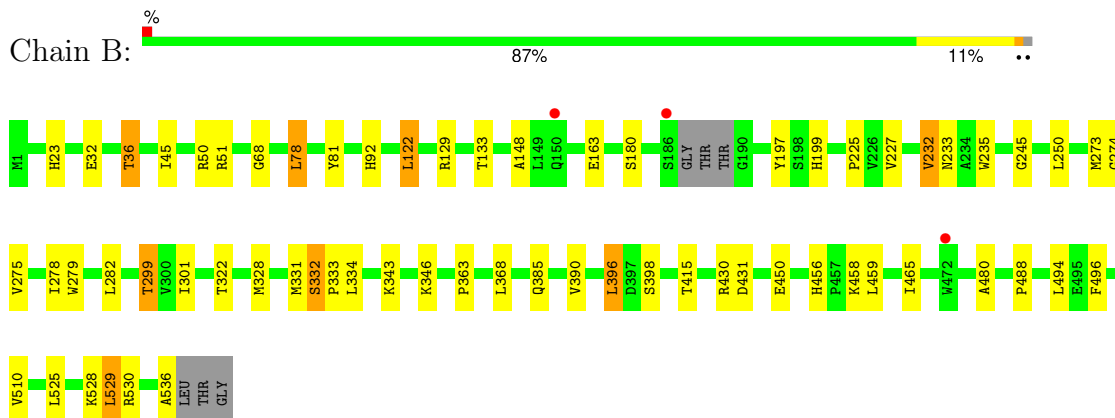 %
Chain B:
87% 11% ••
M1 H23 E32 T36 I45 R50 R51 G68 L78 Y81 H92 L122 R129 T133 A148 L149 Q150 E163 S180 S186 GLY THR THR G190 Y197 S198 H199 P225 V226 V227 V232 N233 A234 W235 G245 L250 M273 G274
V275 I278 W279 L282 T299 V300 I301 T322 M328 M331 S332 P333 L334 K343 K346 P363 L368 Q385 V390 L396 D397 S398 T415 R430 D431 E450 H456 P457 K458 L459 I465 W472 A480 P488 L494 E495 F496
V510 L525 K528 L529 R530 A536 LEU THR GLY